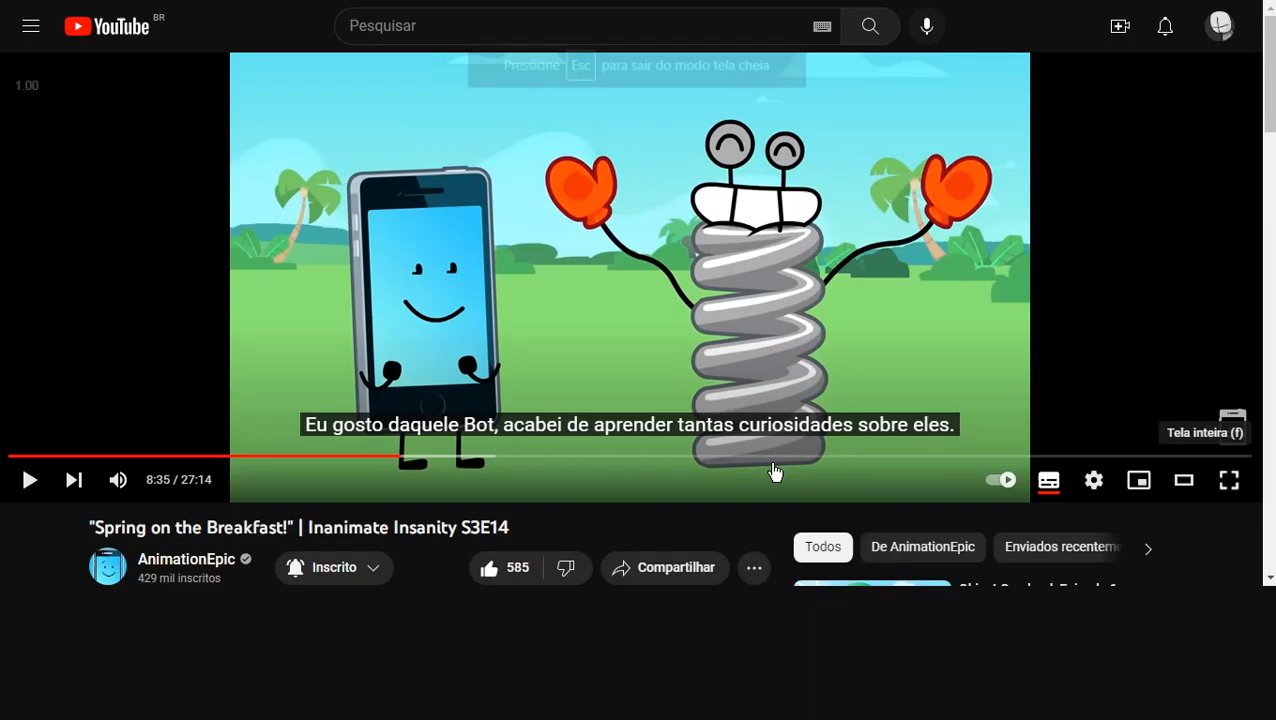 YouTube BR
Pesquisar
1.00
Pressione Esc para sair do modo tela cheia
Eu gosto daquele Bot, acabei de aprender tantas curiosidades sobre eles.
Tela inteira (f)
8:35 / 27:14
"Spring on the Breakfast!" | Inanimate Insanity S3E14
AnimationEpic
429 mil inscritos
Inscrito
585
Compartilhar
Todos
De AnimationEpic
Enviados recenteme